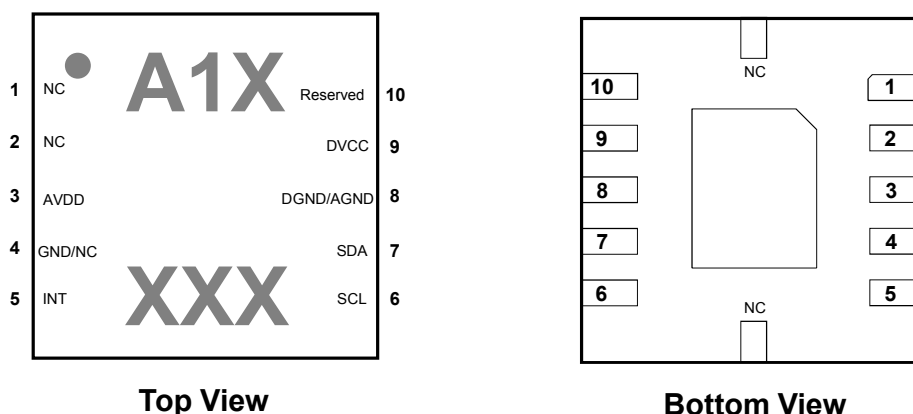 A1X
1 NC Reserved 10
2 NC DVCC 9
3 AVDD DGND/AGND 8
4 GND/NC SDA 7
5 INT SCL 6
XXX
Top View
NC
10 1
9 2
8 3
7 4
6 5
NC
Bottom View